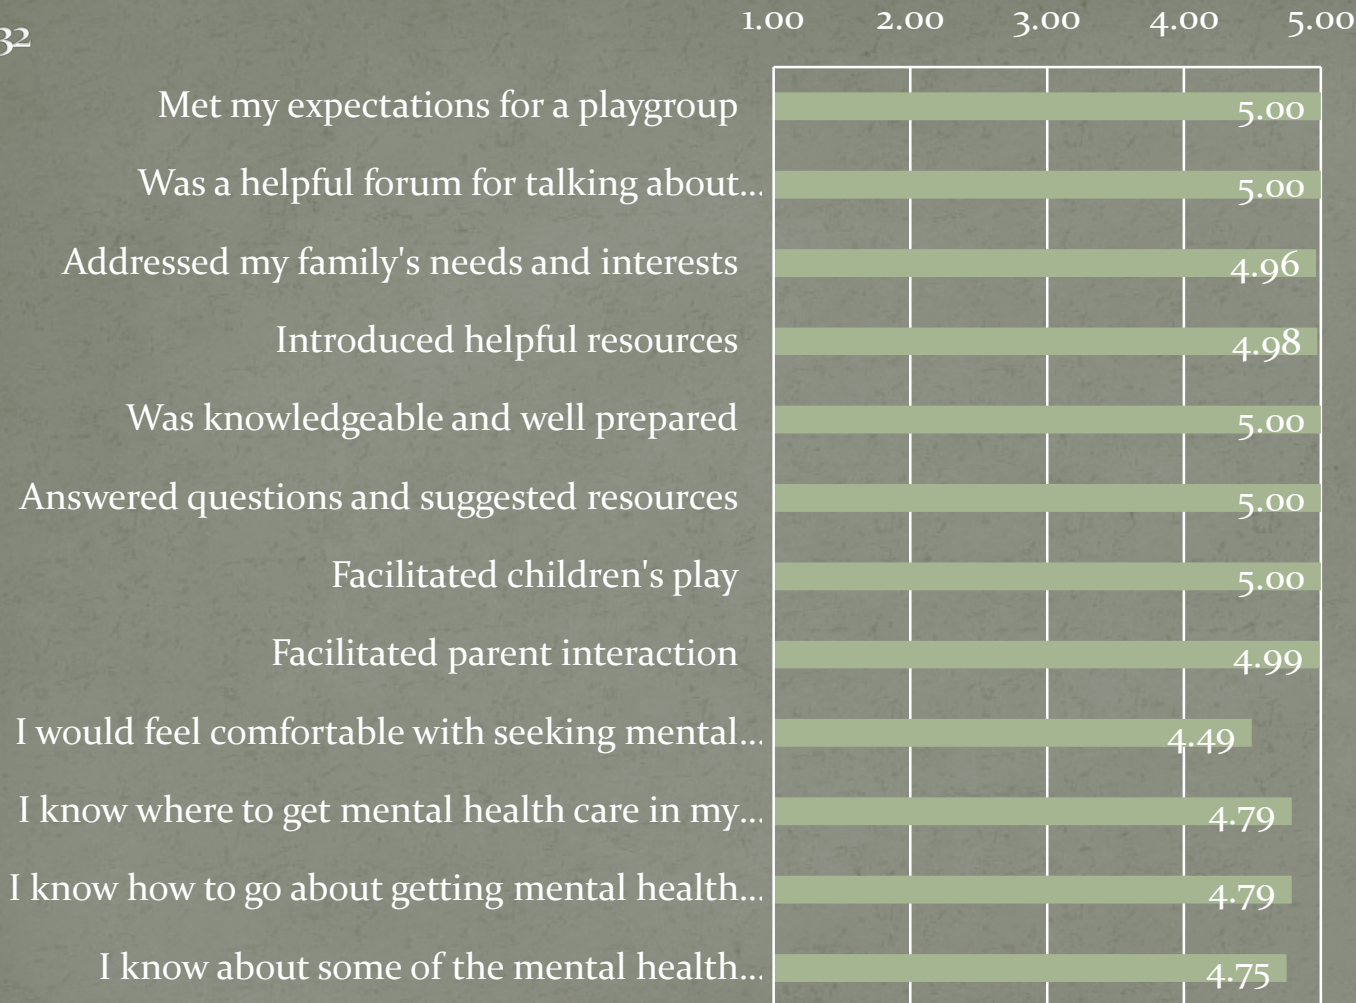 32
1.00 2.00 3.00 4.00 5.00
Met my expectations for a playgroup 5.00
Was a helpful forum for talking about... 5.00
Addressed my family's needs and interests 4.96
Introduced helpful resources 4.98
Was knowledgeable and well prepared 5.00
Answered questions and suggested resources 5.00
Facilitated children's play 5.00
Facilitated parent interaction 4.99
I would feel comfortable with seeking mental... 4.49
I know where to get mental health care in my... 4.79
I know how to go about getting mental health... 4.79
I know about some of the mental health... 4.75